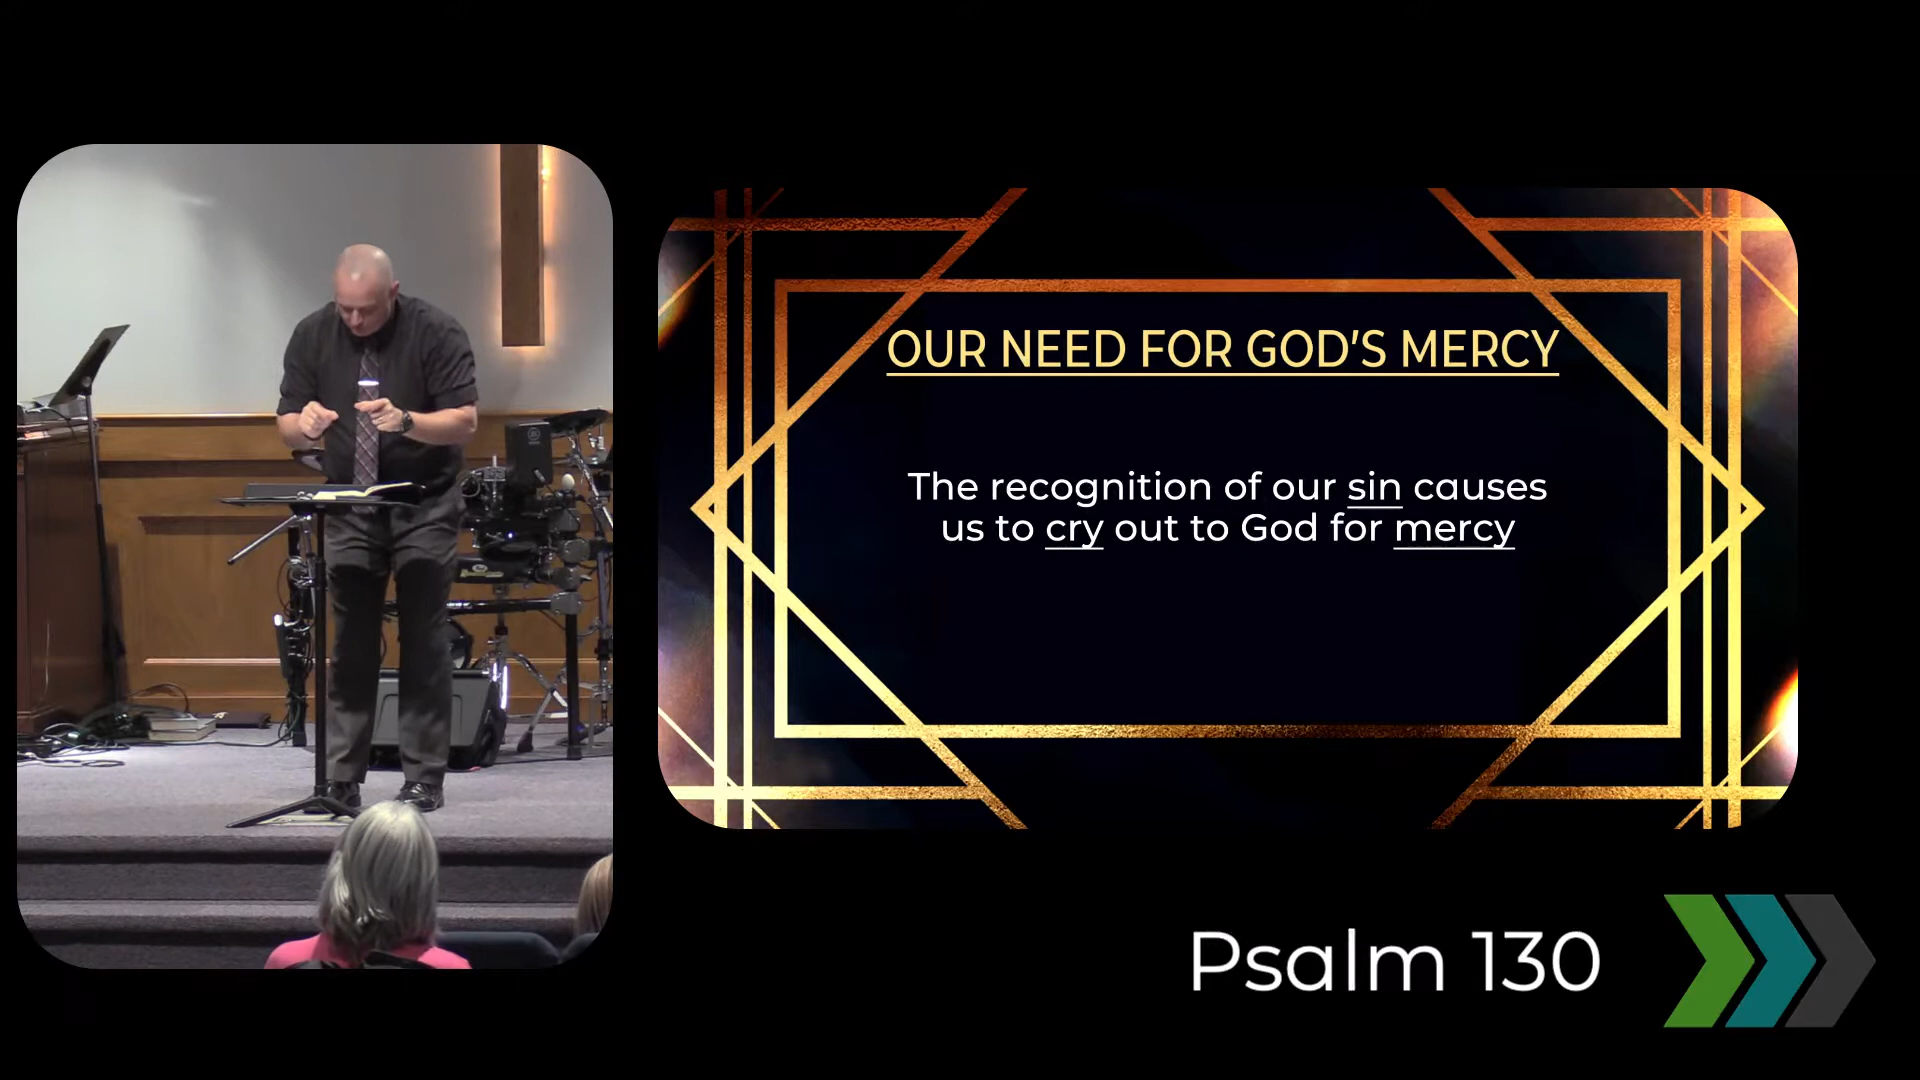 OUR NEED FOR GOD'S MERCY
The recognition of our sin causes
us to cry out to God for mercy
Psalm 130